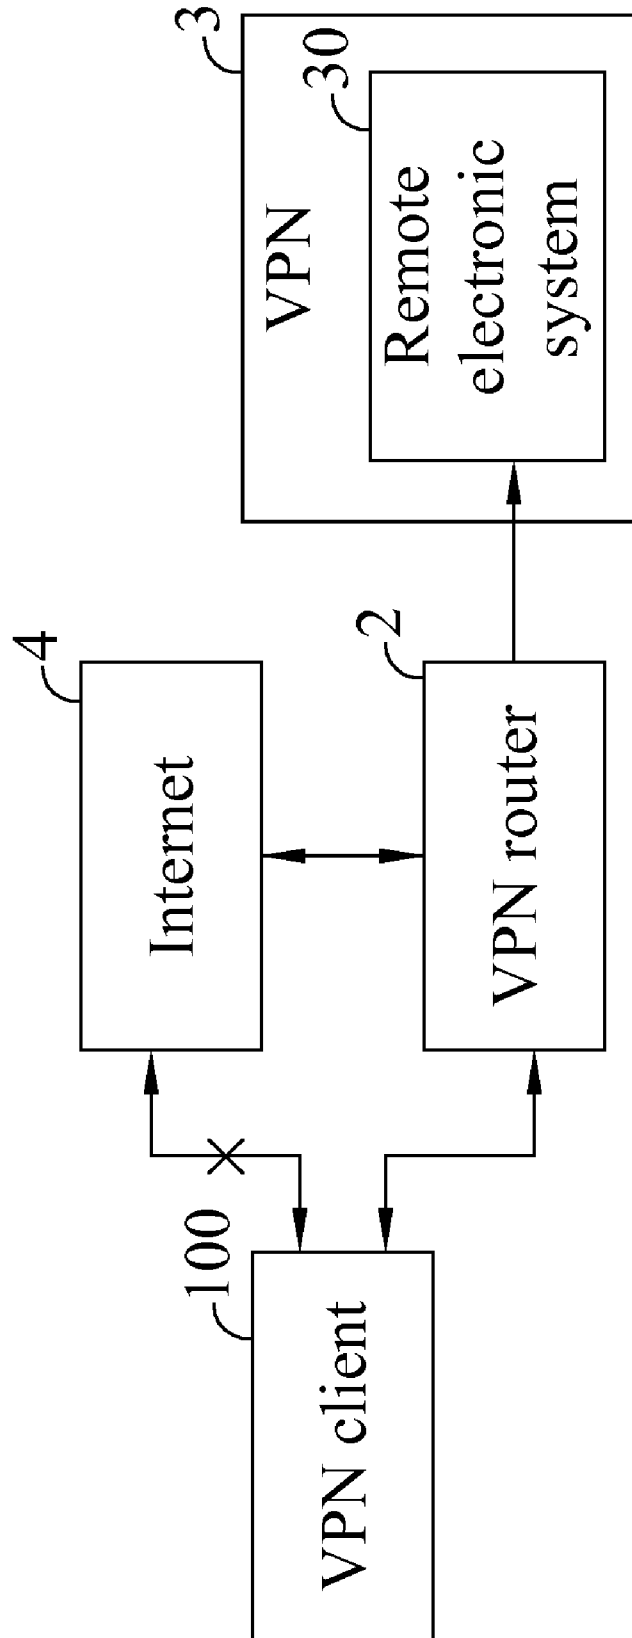 100
VPN client
4
Internet
2
VPN router
3
VPN
30
Remote
electronic
system